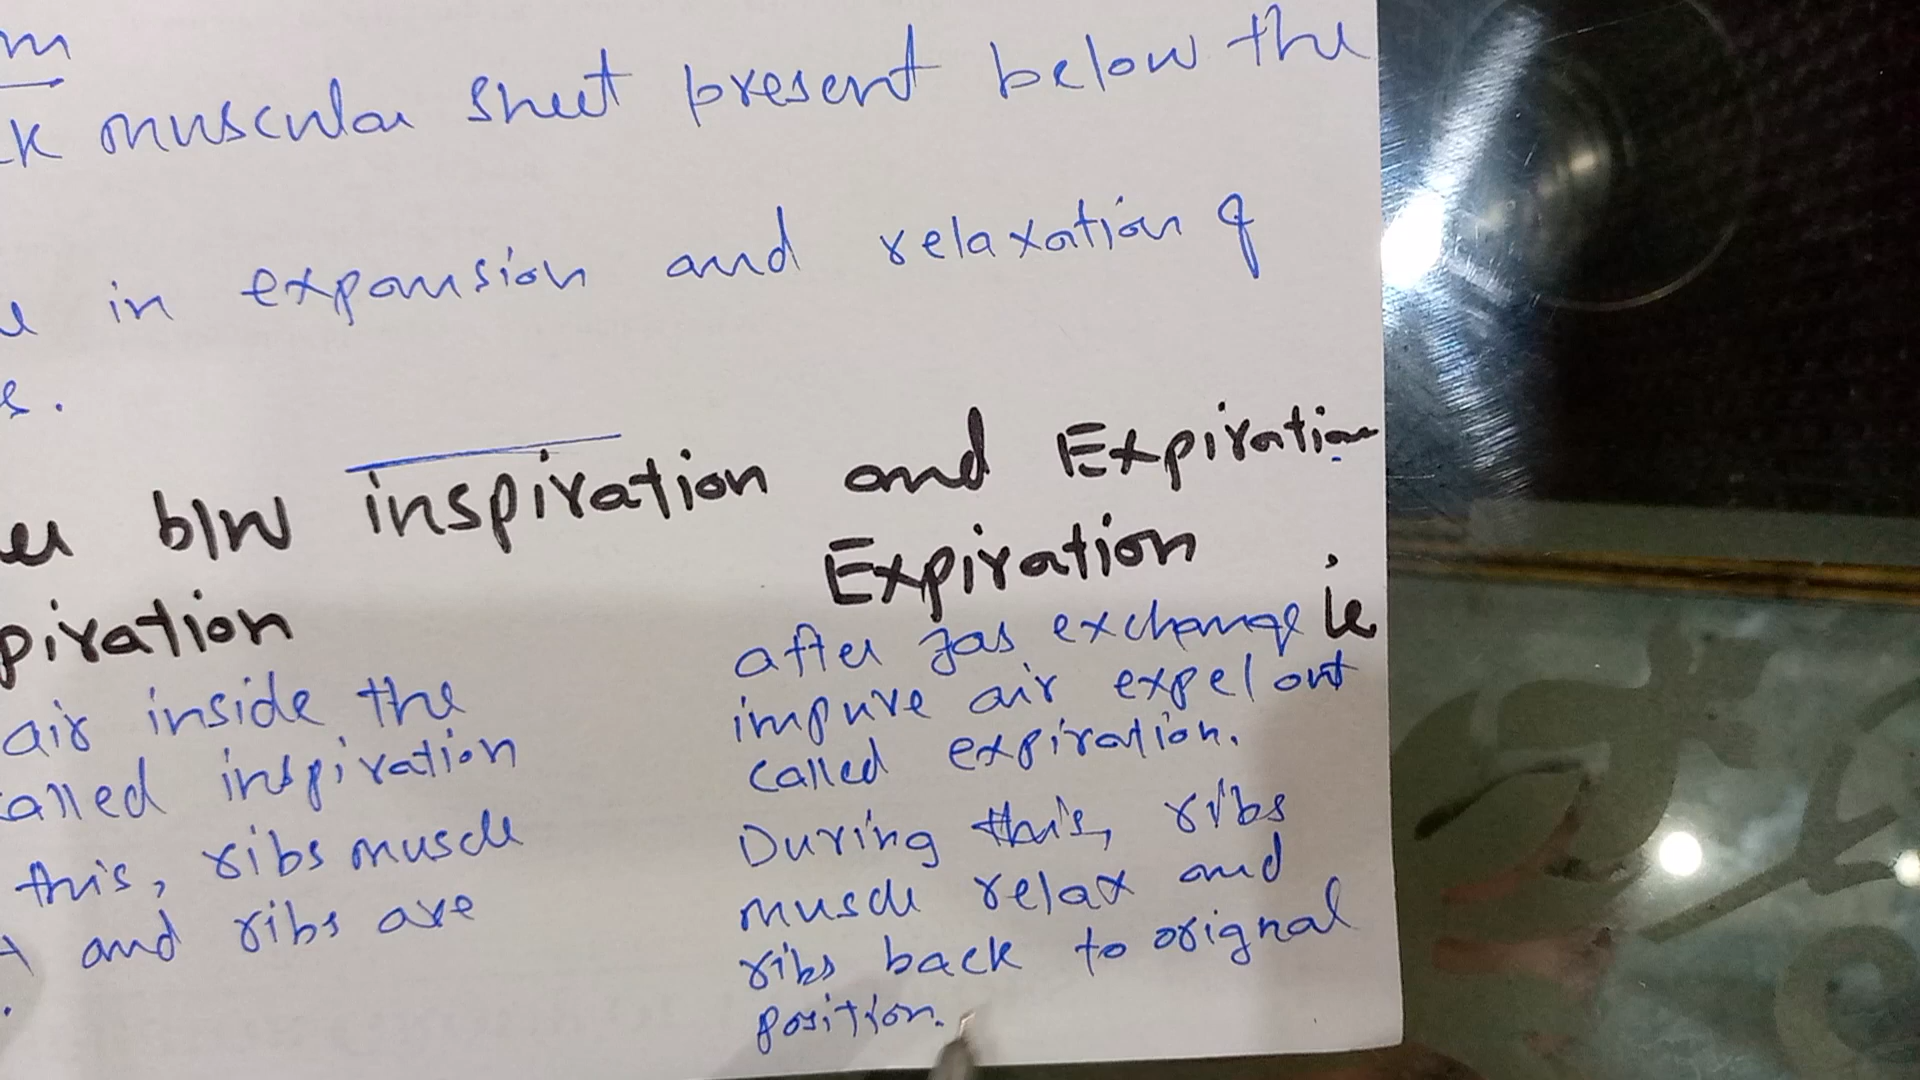 m
k muscular sheet present below the
e in expansion and relaxation of
s.
er b/w inspiration and Expiration
piration
Expiration
air inside the
called inspiration
this, ribs muscle
and ribs are
.
after gas exchange ie
impure air expel out
called expiration.
During this, ribs
muscle relax and
ribs back to orignal
position.